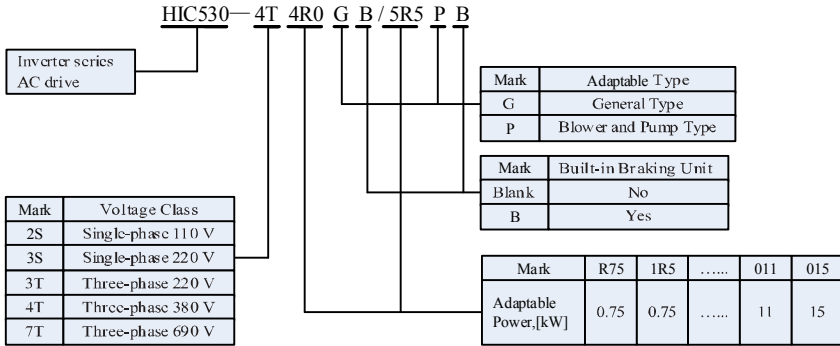 HIC530— 4T 4R0 G B / 5R5 P B
Inverter series
AC drive
Mark Adaptable Type
G General Type
P Blower and Pump Type
Mark Built-in Braking Unit
Blank No
B Yes
Mark Voltage Class
2S Single-phase 110 V
3S Single-phase 220 V
3T Three-phase 220 V
4T Three-phase 380 V
7T Three-phase 690 V
Mark R75 1R5 …... 011 015
Adaptable
Power,[kW] 0.75 0.75 …... 11 15